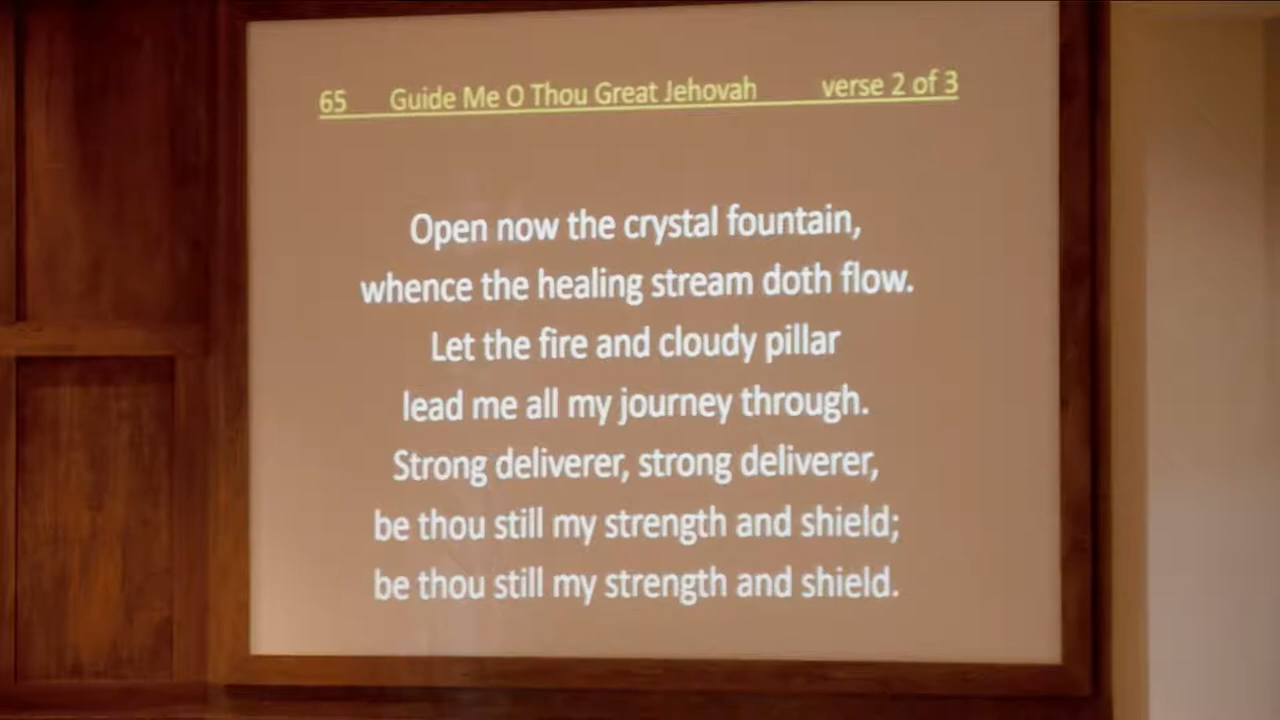 65 Guide Me O Thou Great Jehovah verse 2 of 3
Open now the crystal fountain,
whence the healing stream doth flow.
Let the fire and cloudy pillar
lead me all my journey through.
Strong deliverer, strong deliverer,
be thou still my strength and shield;
be thou still my strength and shield.